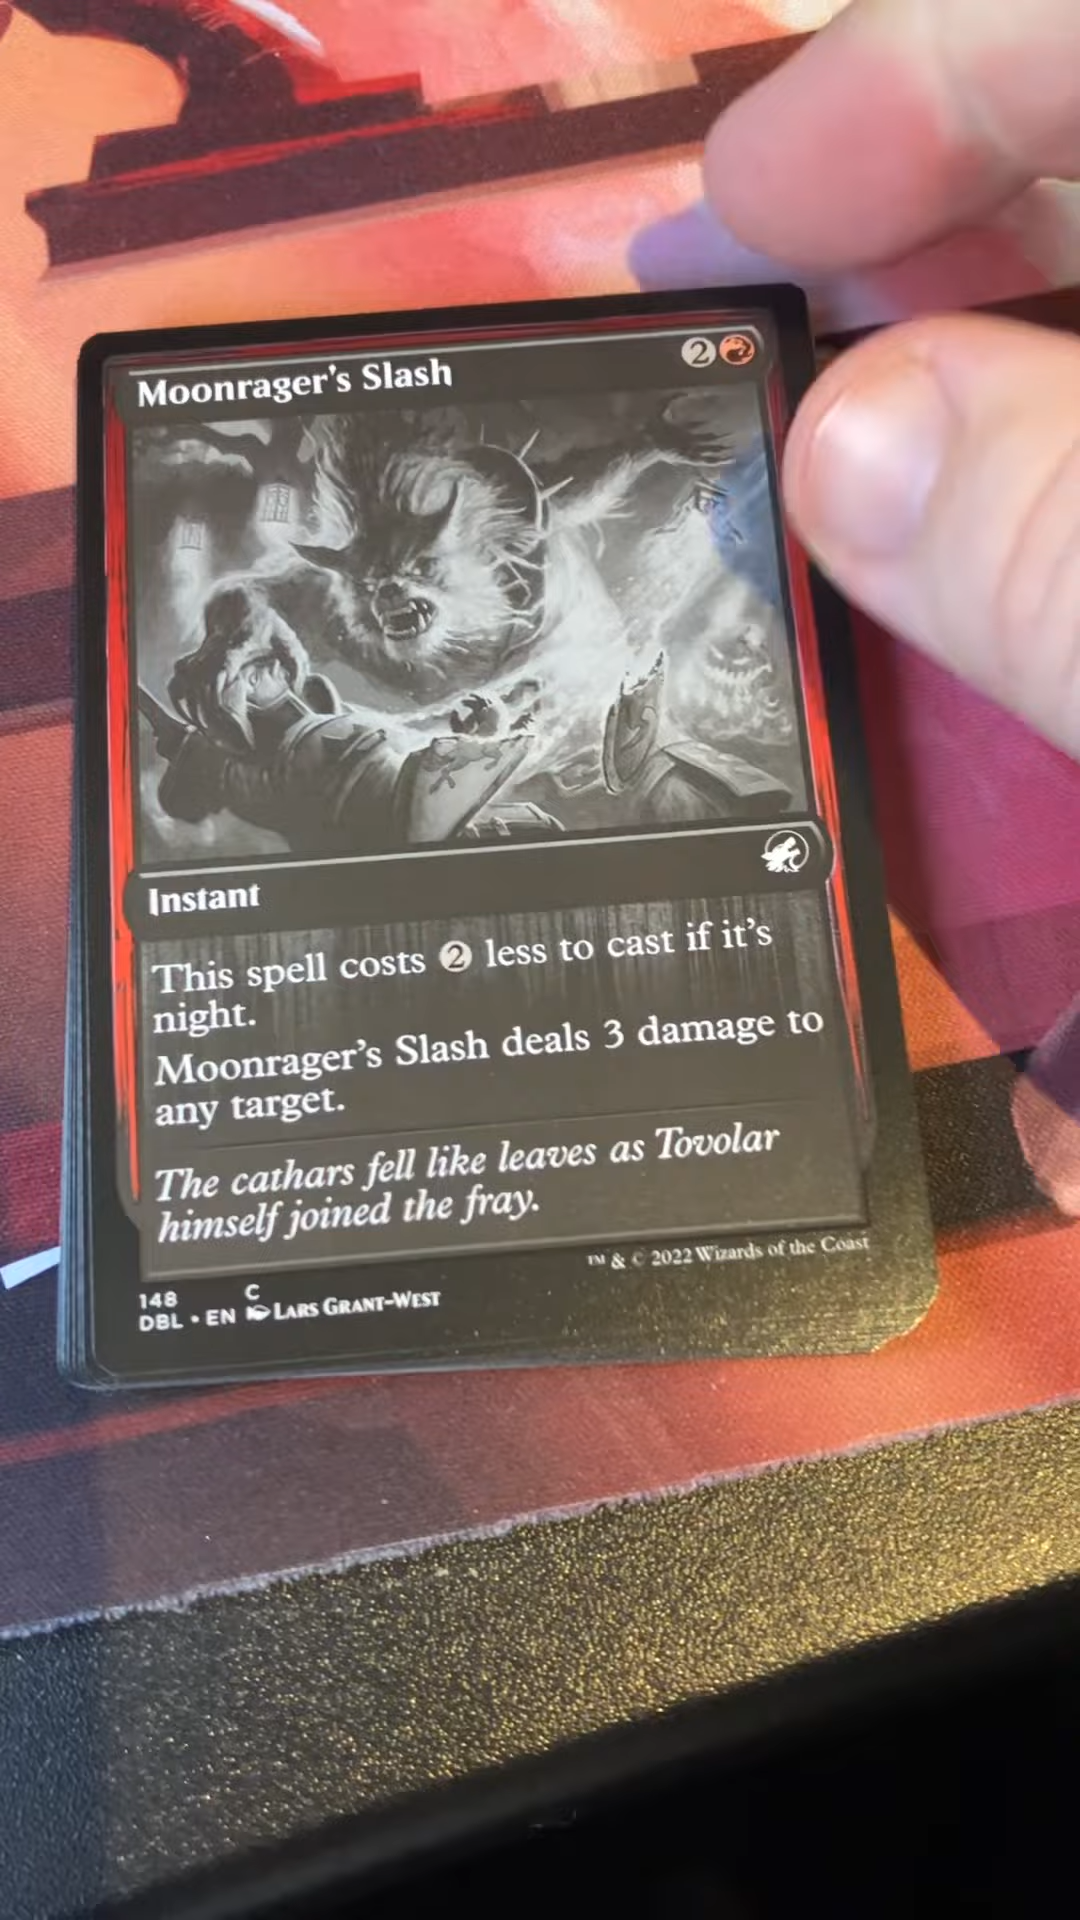 Moonrager's Slash 2
Instant
This spell costs 2 less to cast if it's
night.
Moonrager's Slash deals 3 damage to
any target.
The cathars fell like leaves as Tovolar
himself joined the fray.
™ & © 2022 Wizards of the Coast
148 C
DBL • EN Lars Grant-West